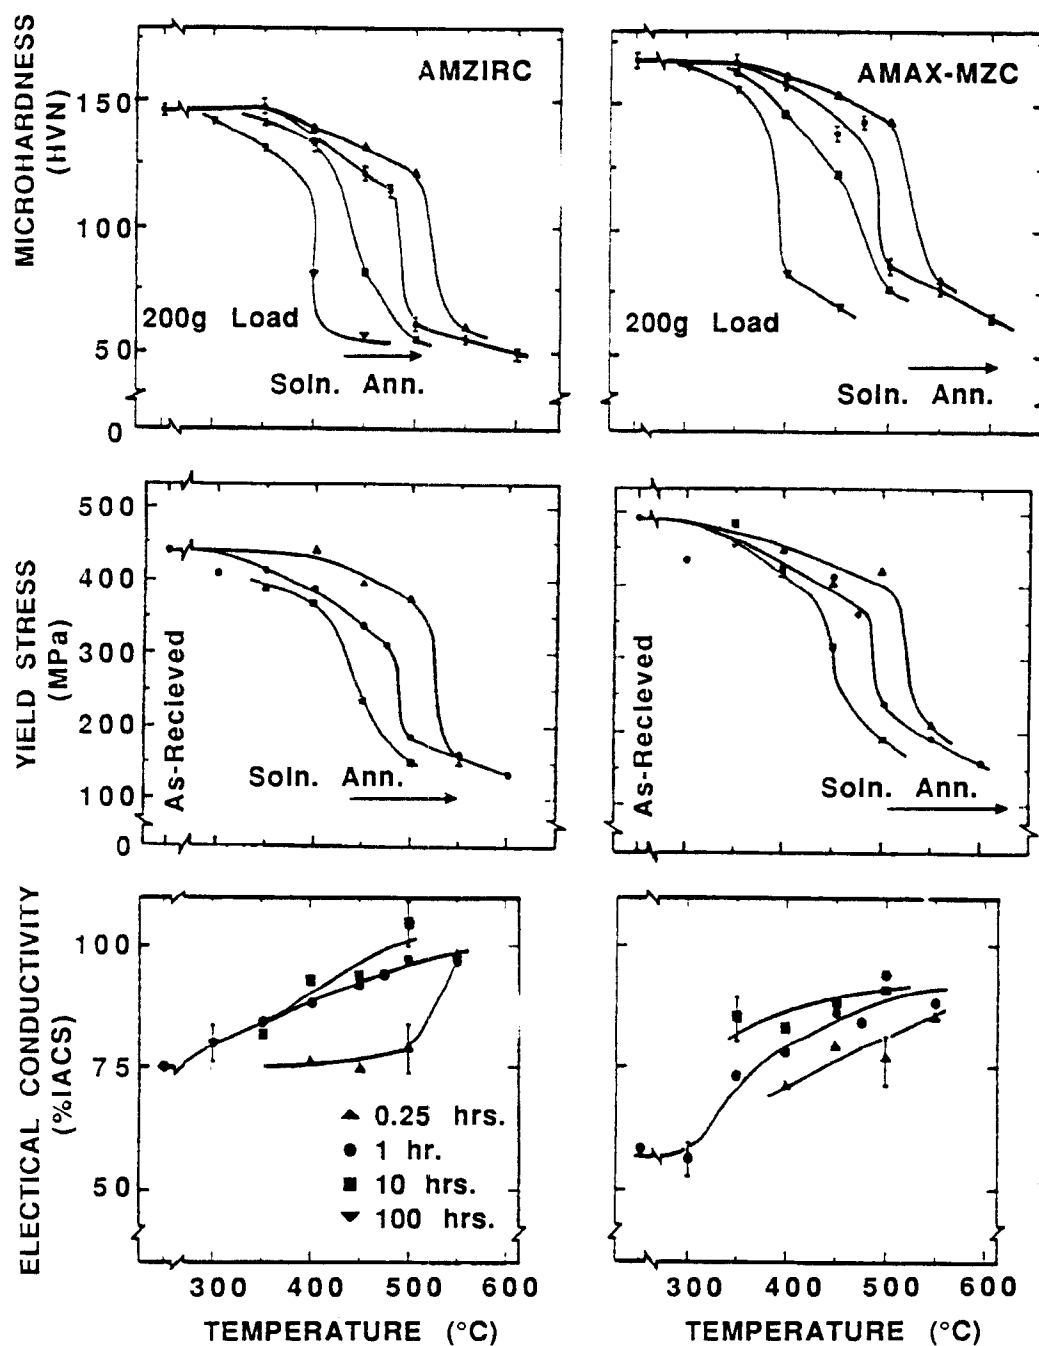 MICROHARDNESS
(HVN)
150
100
50
0
AMZIRC
200g Load
Soln. Ann.
AMAX-MZC
200g Load
Soln. Ann.
YIELD STRESS
(MPa)
500
400
300
200
100
0
As-Recieved
Soln. Ann.
As-Recieved
Soln. Ann.
ELECTICAL CONDUCTIVITY
(%IACS)
100
75
50
0.25 hrs.
1 hr.
10 hrs.
100 hrs.
300 400 500 600
TEMPERATURE (°C)
300 400 500 600
TEMPERATURE (°C)